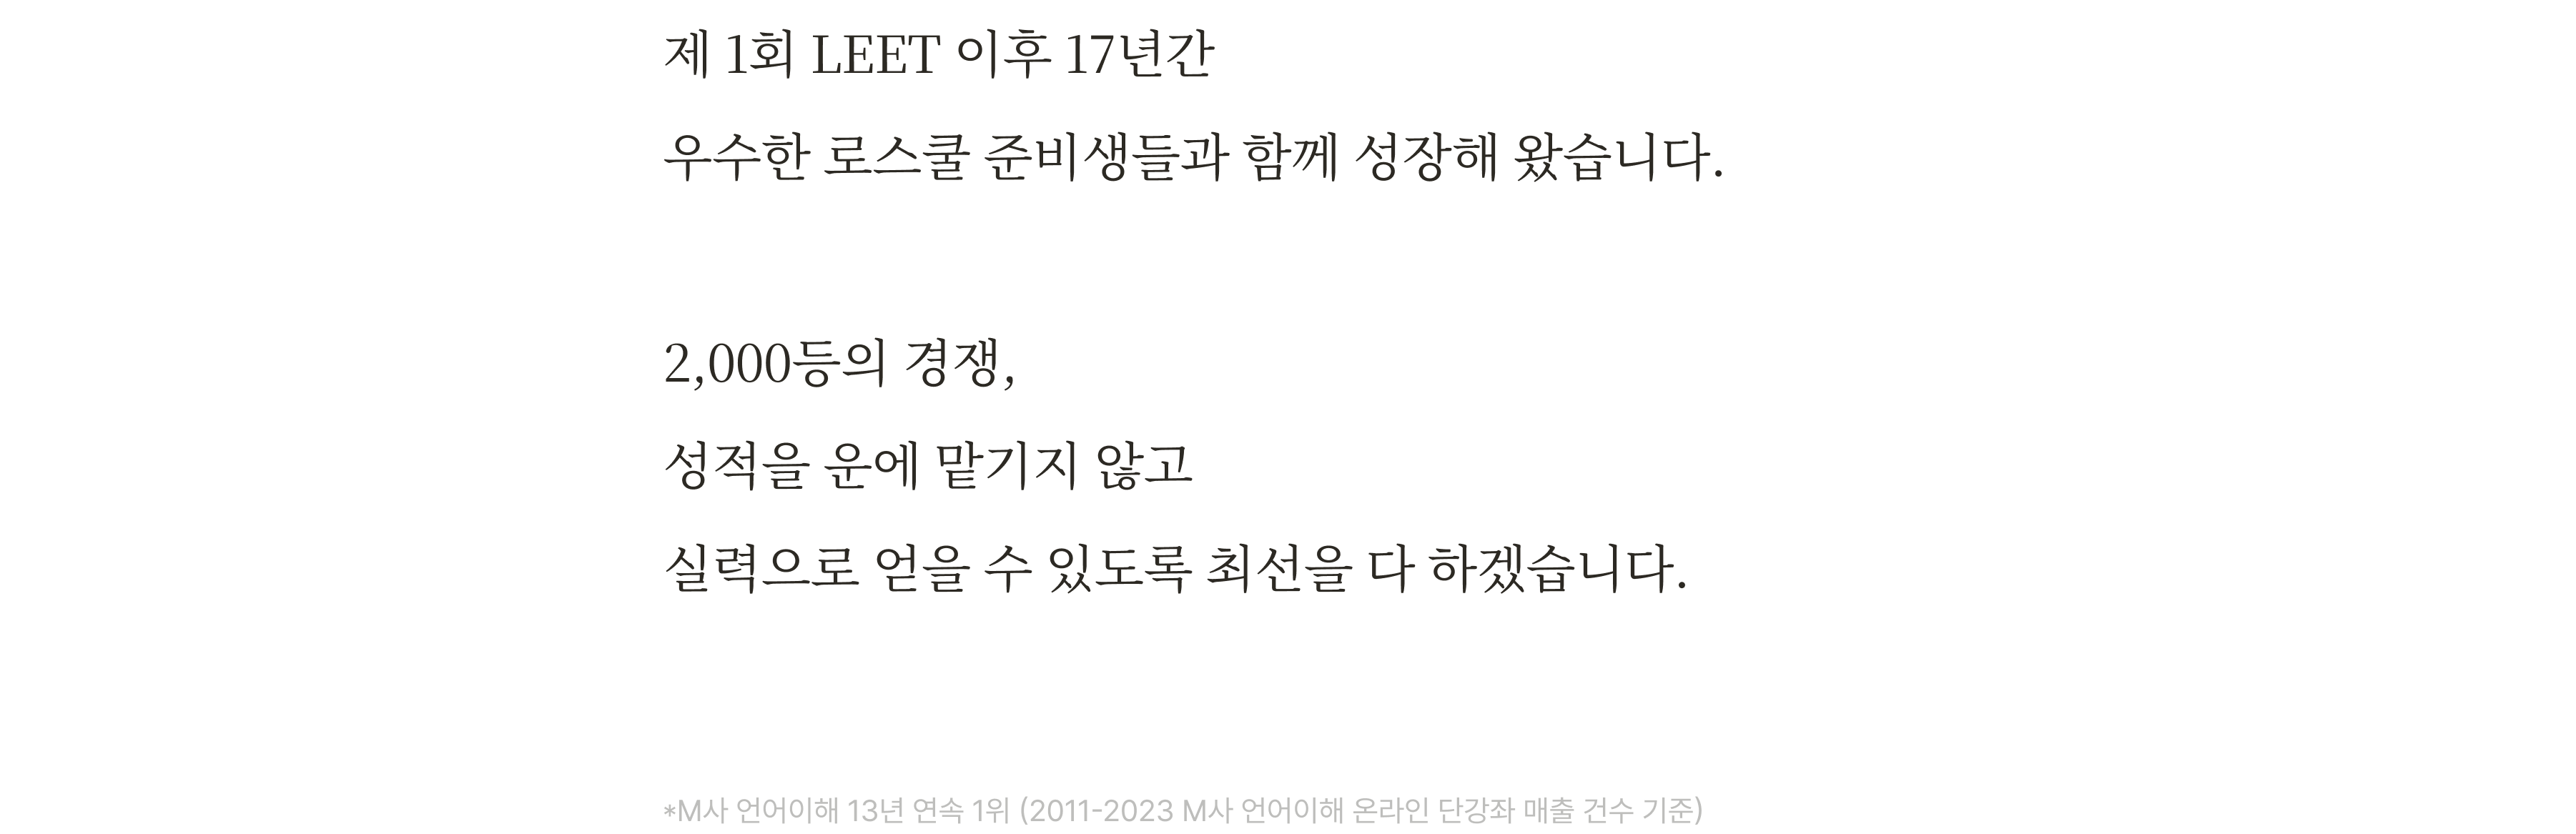 제 1회 LEET 이후 17년간
우수한 로스쿨 준비생들과 함께 성장해 왔습니다.
2,000등의 경쟁,
성적을 운에 맡기지 않고
실력으로 얻을 수 있도록 최선을 다 하겠습니다.
*M사 언어이해 13년 연속 1위 (2011-2023 M사 언어이해 온라인 단강좌 매출 건수 기준)